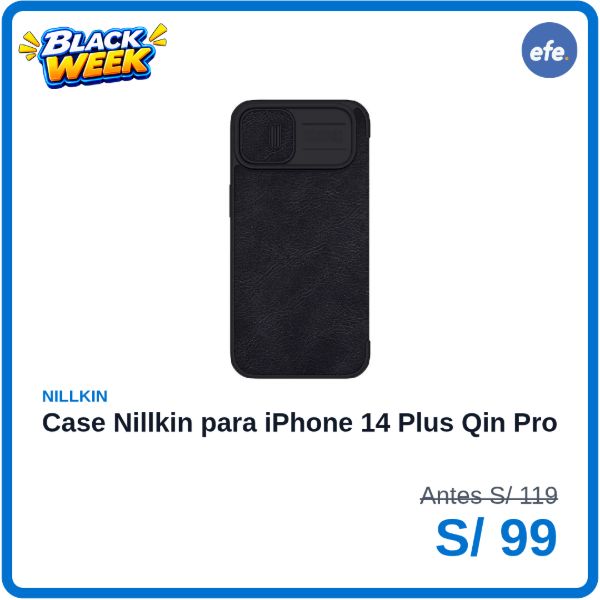 BLACK
WEEK
efe.
NILLKIN
Case Nillkin para iPhone 14 Plus Qin Pro
Antes S/ 119
S/ 99